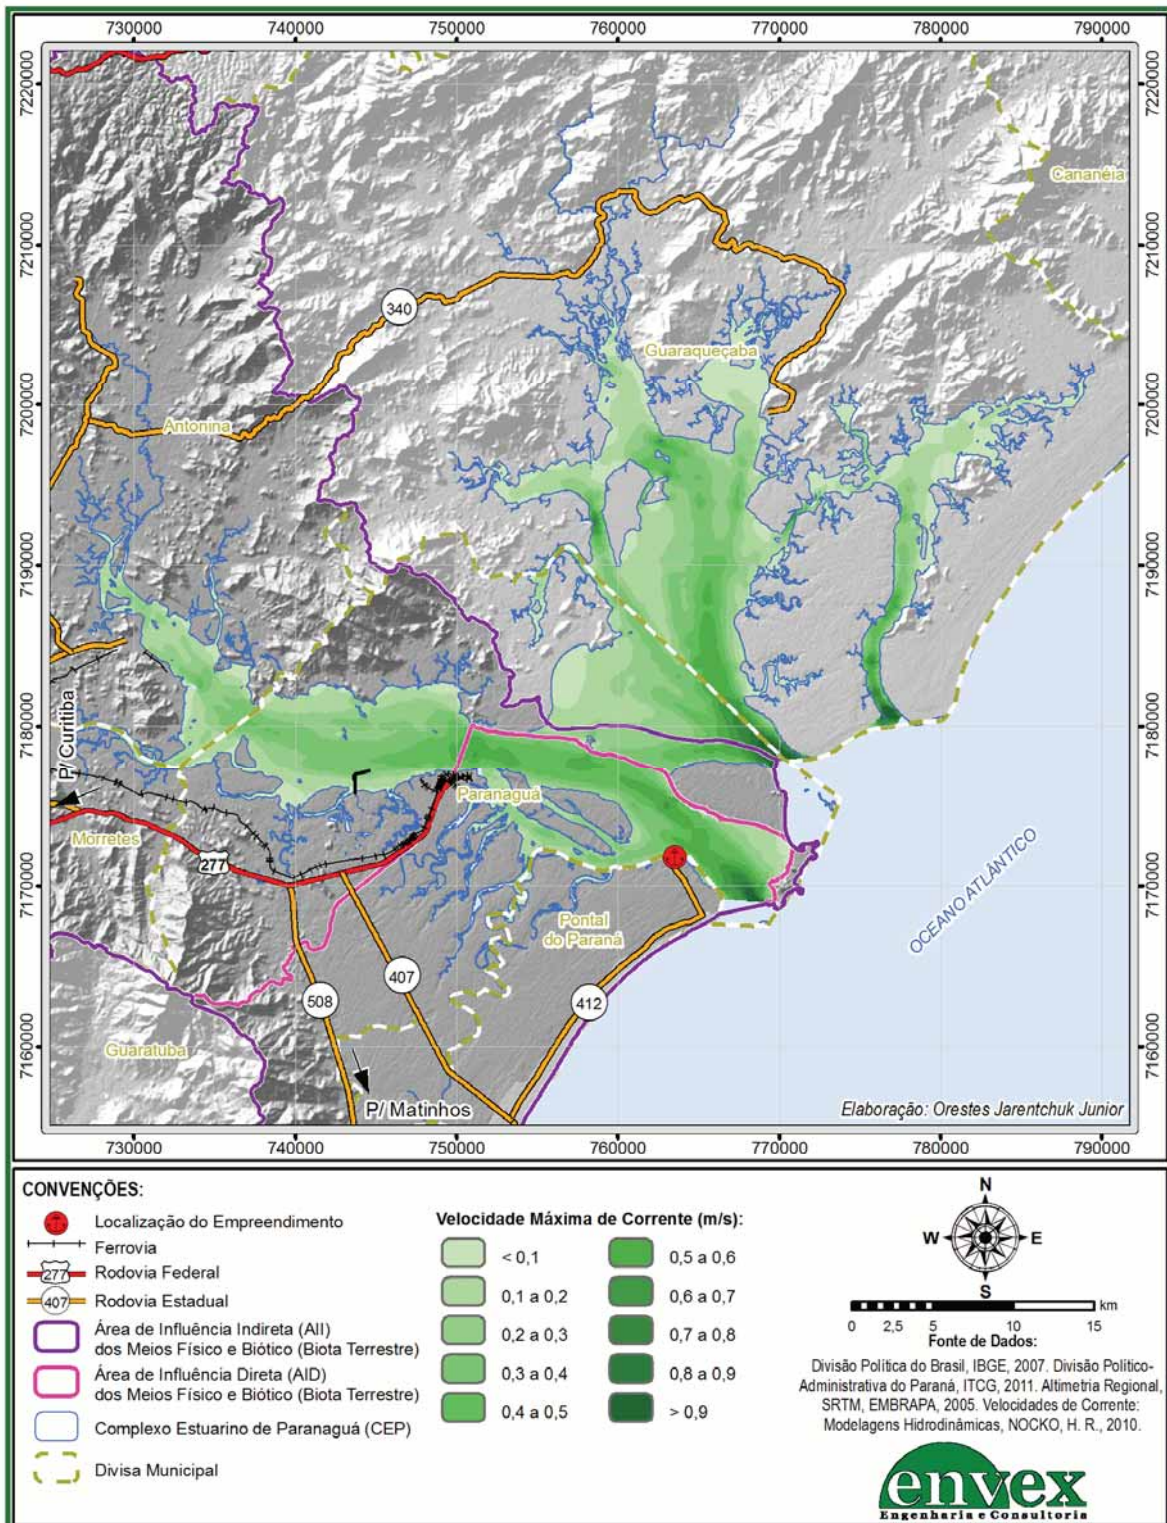 730000 740000 750000 760000 770000 780000 790000
7220000 7220000
Cananéia
7210000 7210000
340
Guaraqueçaba
7200000 7200000
Antonina
7190000 7190000
7180000 7180000
P/ Curitiba
Paranaguá
Morretes
277
7170000 7170000
OCEANO ATLÂNTICO
Pontal
do Paraná
407
508
412
7160000 7160000
Guaratuba
P/ Matinhos
Elaboração: Orestes Jarentchuk Junior
730000 740000 750000 760000 770000 780000 790000
CONVENÇÕES:
Localização do Empreendimento
Ferrovia
277 Rodovia Federal
407 Rodovia Estadual
Área de Influência Indireta (AII)
dos Meios Físico e Biótico (Biota Terrestre)
Área de Influência Direta (AID)
dos Meios Físico e Biótico (Biota Terrestre)
Complexo Estuarino de Paranaguá (CEP)
Divisa Municipal
Velocidade Máxima de Corrente (m/s):
< 0,1
0,1 a 0,2
0,2 a 0,3
0,3 a 0,4
0,4 a 0,5
0,5 a 0,6
0,6 a 0,7
0,7 a 0,8
0,8 a 0,9
> 0,9
N
W E
S
km
0 2,5 5 10 15
Fonte de Dados:
Divisão Política do Brasil, IBGE, 2007. Divisão Político-
Administrativa do Paraná, ITCG, 2011. Altimetria Regional,
SRTM, EMBRAPA, 2005. Velocidades de Corrente:
Modelagens Hidrodinâmicas, NOCKO, H. R., 2010.
envex
Engenharia e Consultoria